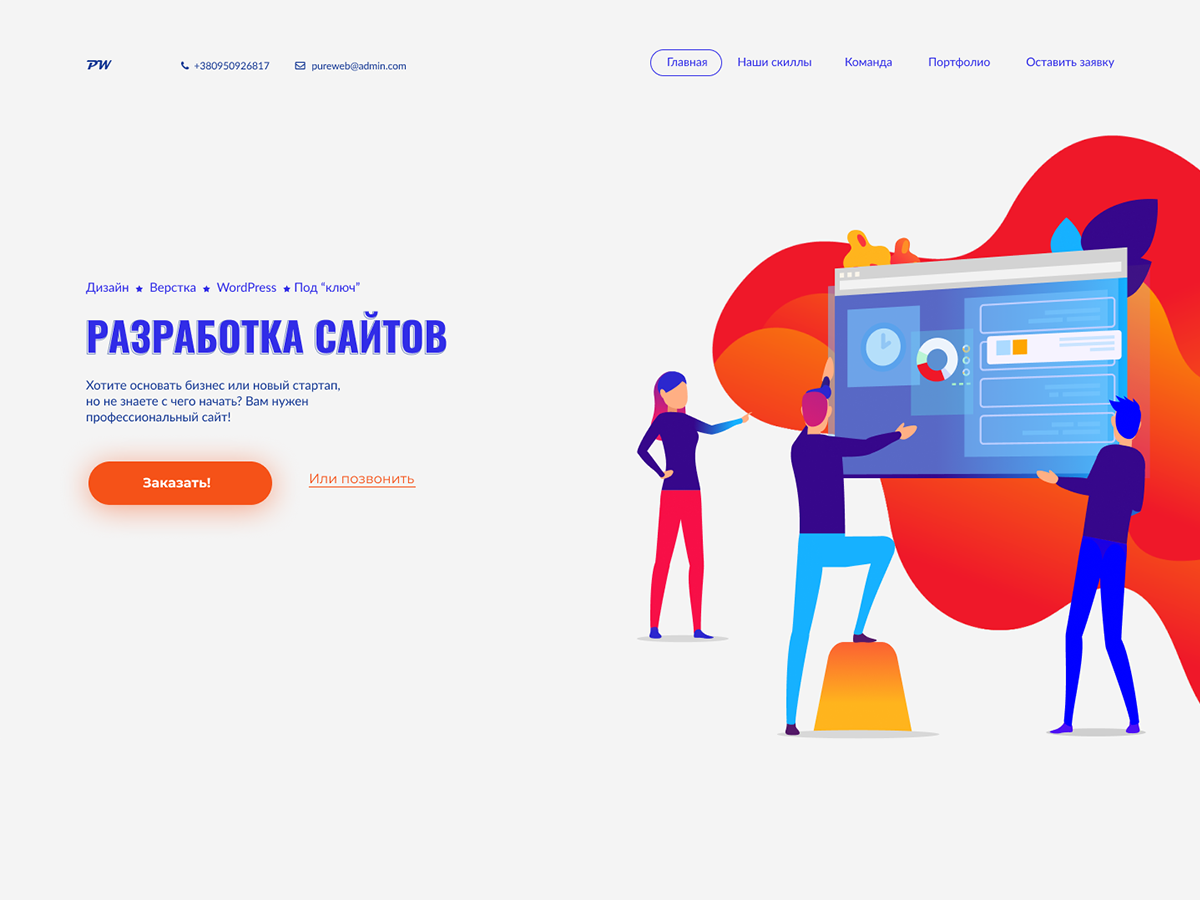 PW
+380950926817
pureweb@admin.com
Главная
Наши скиллы
Команда
Портфолио
Оставить заявку
Дизайн ★ Верстка ★ WordPress ★ Под “ключ”
РАЗРАБОТКА САЙТОВ
Хотите основать бизнес или новый стартап,
но не знаете с чего начать? Вам нужен
профессиональный сайт!
Заказать!
Или позвонить